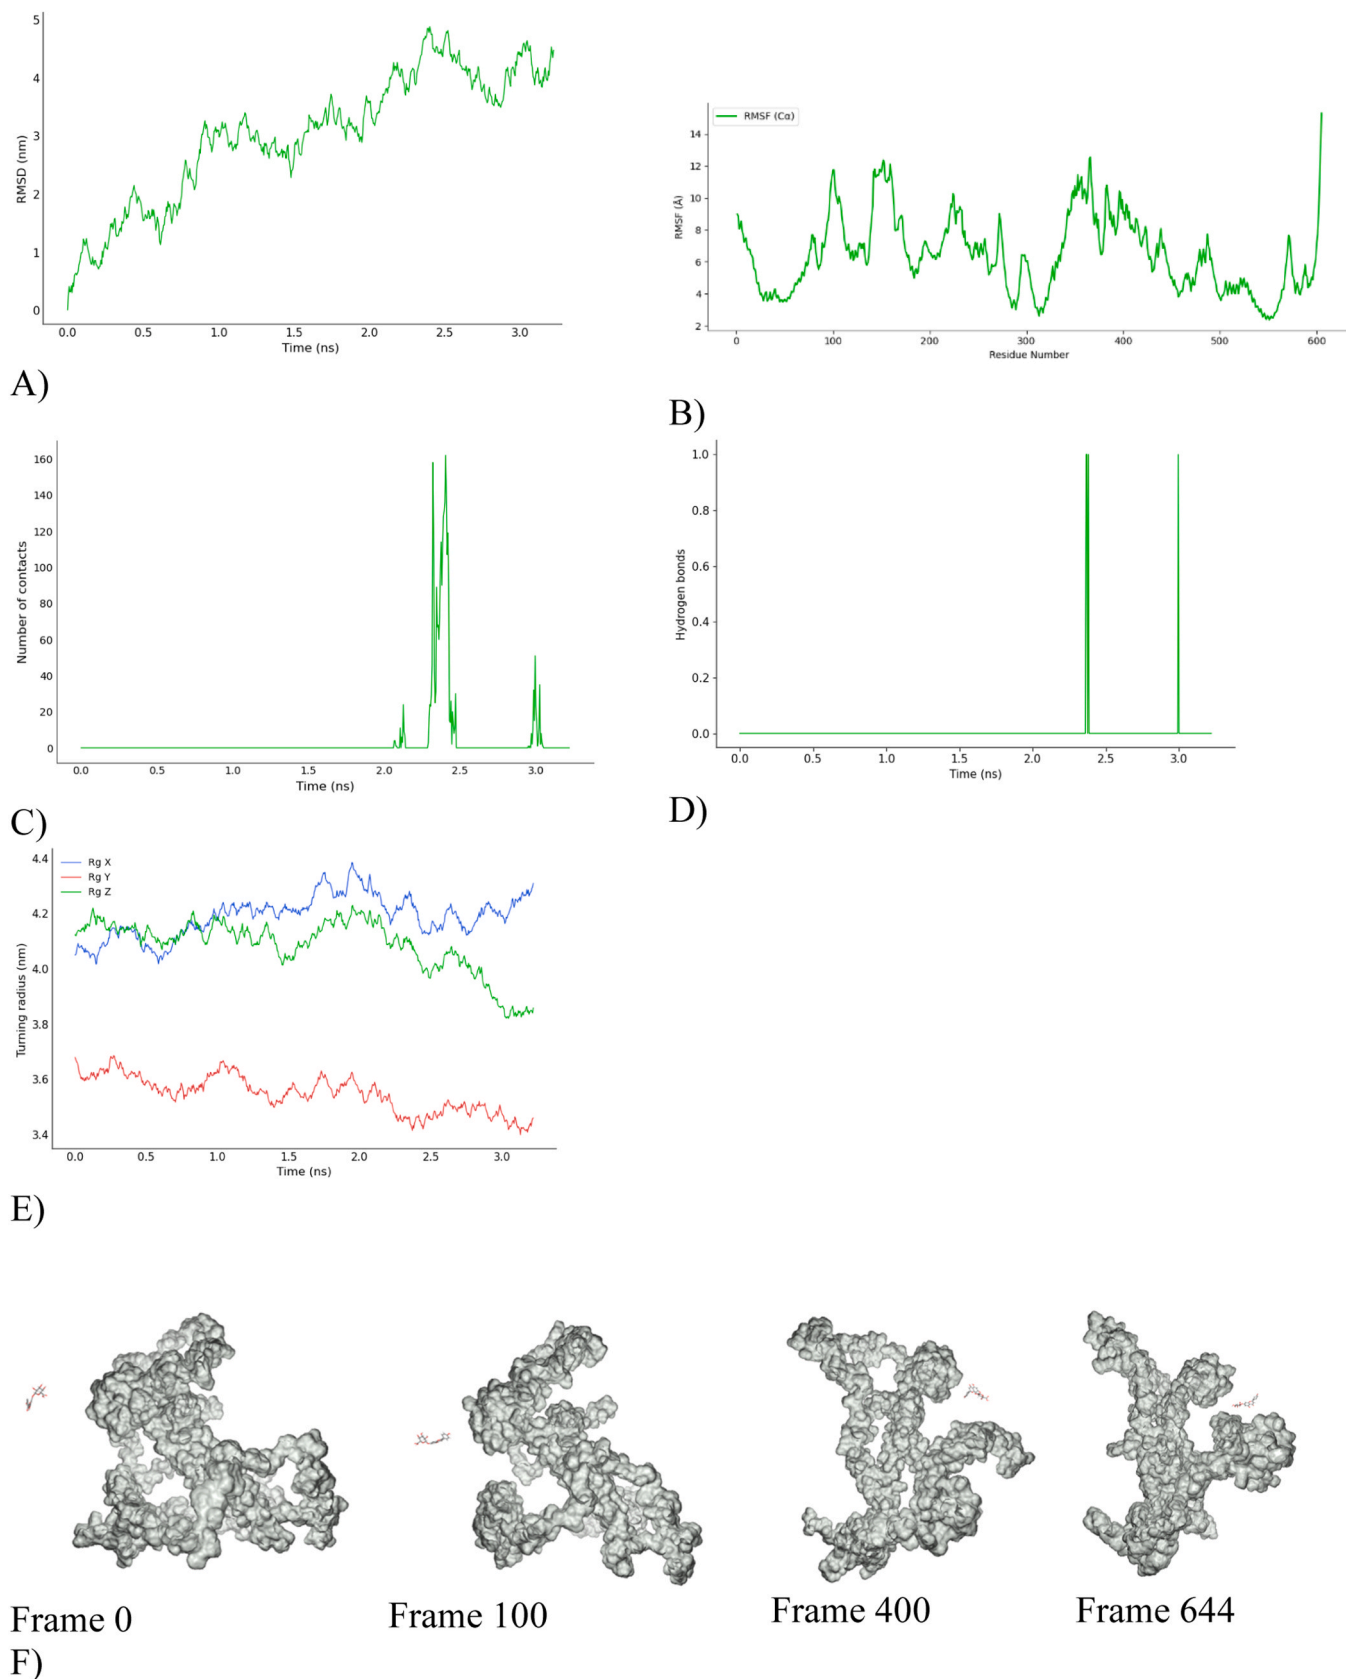 5
4
3
2
1
0
RMSD (nm)
0.0 0.5 1.0 1.5 2.0 2.5 3.0
Time (ns)
A)
RMSF (Cα)
14
12
10
8
6
4
2
RMSF (Å)
0 100 200 300 400 500 600
Residue Number
B)
160
140
120
100
80
60
40
20
0
Number of contacts
0.0 0.5 1.0 1.5 2.0 2.5 3.0
Time (ns)
C)
1.0
0.8
0.6
0.4
0.2
0.0
Hydrogen bonds
0.0 0.5 1.0 1.5 2.0 2.5 3.0
Time (ns)
D)
Rg X
Rg Y
Rg Z
4.4
4.2
4.0
3.8
3.6
3.4
Turning radius (nm)
0.0 0.5 1.0 1.5 2.0 2.5 3.0
Time (ns)
E)
Frame 0 Frame 100 Frame 400 Frame 644
F)